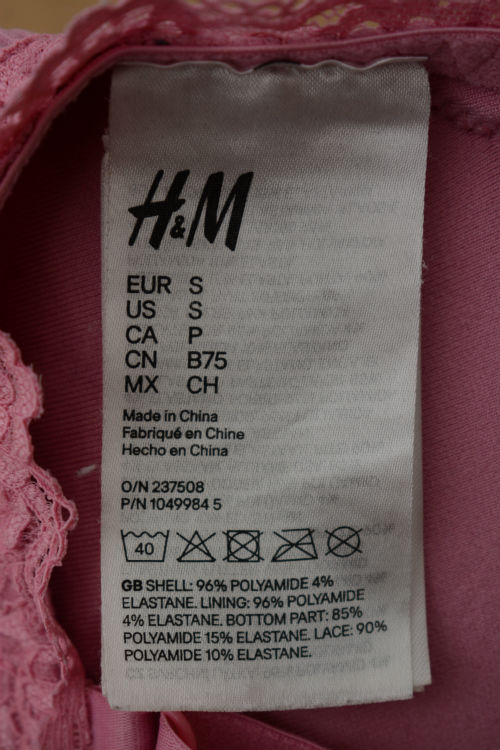 H&M
EUR S
US S
CA P
CN B75
MX CH
Made in China
Fabriqué en Chine
Hecho en China
O/N 237508
P/N 1049984 5
40
GB SHELL: 96% POLYAMIDE 4%
ELASTANE. LINING: 96% POLYAMIDE
4% ELASTANE. BOTTOM PART: 85%
POLYAMIDE 15% ELASTANE. LACE: 90%
POLYAMIDE 10% ELASTANE.